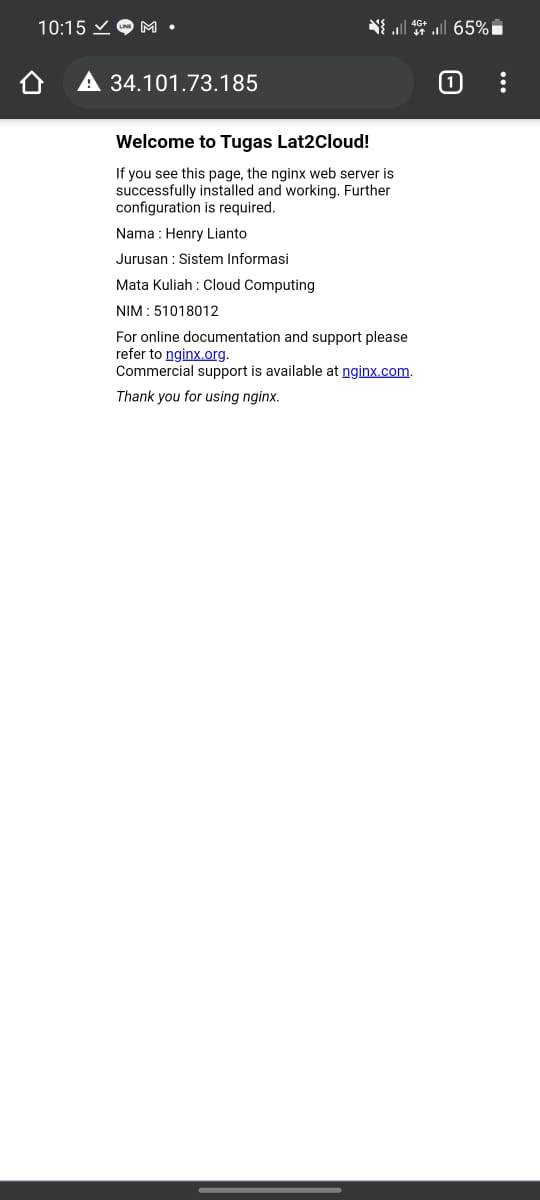 10:15 LINE M 4G+ 65%
34.101.73.185 1
Welcome to Tugas Lat2Cloud!
If you see this page, the nginx web server is
successfully installed and working. Further
configuration is required.
Nama : Henry Lianto
Jurusan : Sistem Informasi
Mata Kuliah : Cloud Computing
NIM : 51018012
For online documentation and support please
refer to nginx.org.
Commercial support is available at nginx.com.
Thank you for using nginx.